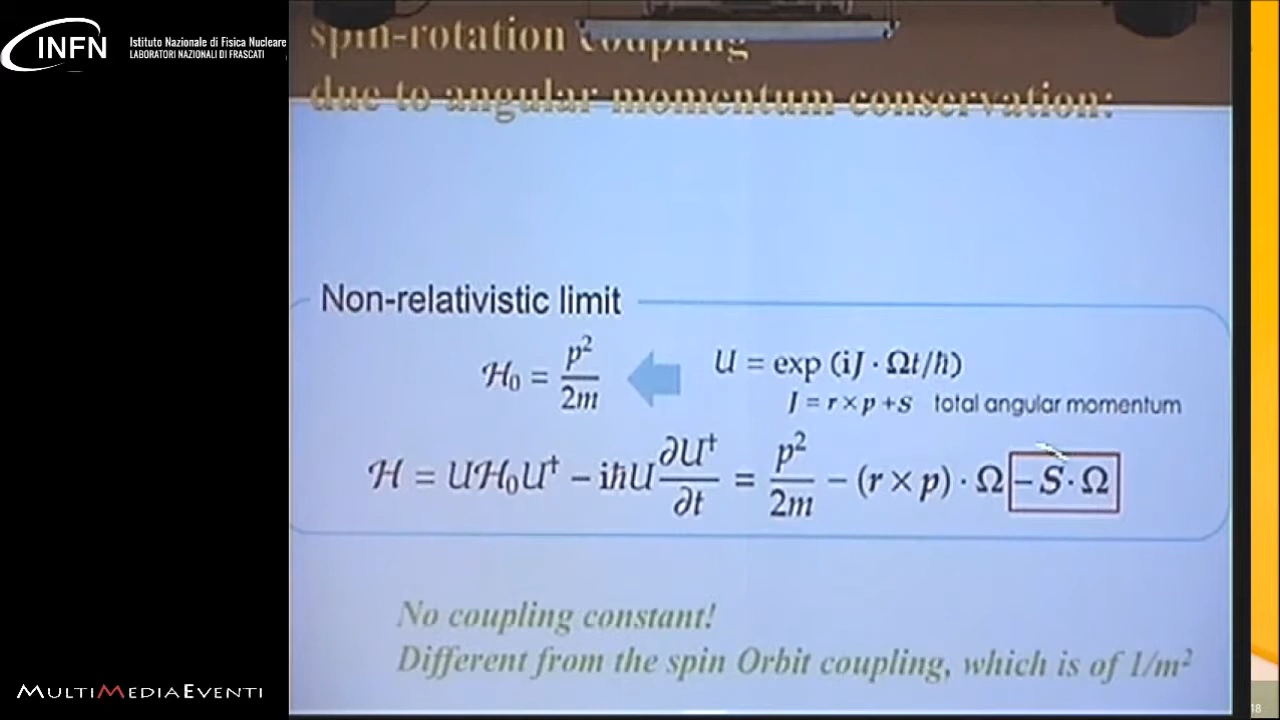 INFN
Istituto Nazionale di Fisica Nucleare
LABORATORI NAZIONALI DI FRASCATI
spin-rotation coupling
due to angular momentum conservation:
Non-relativistic limit
ℋ₀ = p²/2m
U = exp (iJ · Ωt/ħ)
J = r × p + S total angular momentum
ℋ = Uℋ₀U† − iħU ∂U†/∂t = p²/2m − (r × p) · Ω − S · Ω
No coupling constant!
Different from the spin Orbit coupling, which is of 1/m²
MULTIMEDIAEVENTI
18